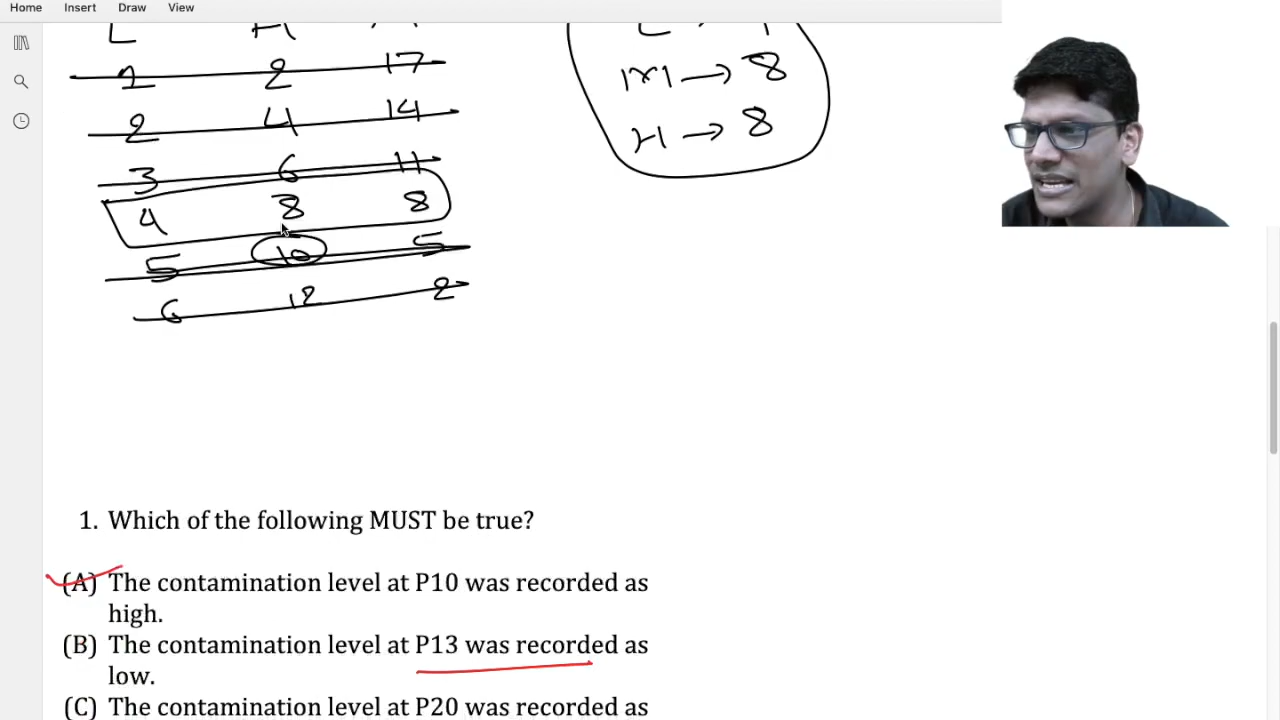 Home Insert Draw View
L H
1 2 17
M → 8
2 4 14
H → 8
3 6 11
4 8 8
5 10 5
6 12 2
1. Which of the following MUST be true?
(A) The contamination level at P10 was recorded as
high.
(B) The contamination level at P13 was recorded as
low.
(C) The contamination level at P20 was recorded as